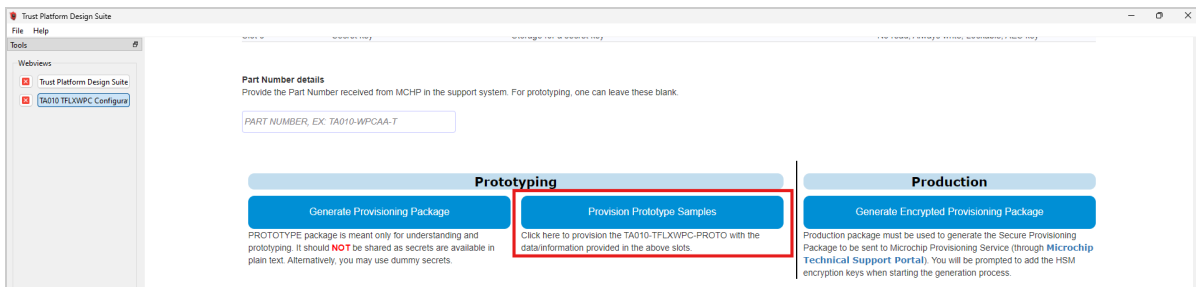 Trust Platform Design Suite
File Help
Tools
Webviews
Trust Platform Design Suite
TA010 TFLXWPC Configura
Part Number details
Provide the Part Number received from MCHP in the support system. For prototyping, one can leave these blank.
PART NUMBER, EX: TA010-WPCAA-T
Prototyping
Generate Provisioning Package
PROTOTYPE package is meant only for understanding and
prototyping. It should NOT be shared as secrets are available in
plain text. Alternatively, you may use dummy secrets.
Provision Prototype Samples
Click here to provision the TA010-TFLXWPC-PROTO with the
data/information provided in the above slots.
Production
Generate Encrypted Provisioning Package
Production package must be used to generate the Secure Provisioning
Package to be sent to Microchip Provisioning Service (through Microchip
Technical Support Portal). You will be prompted to add the HSM
encryption keys when starting the generation process.